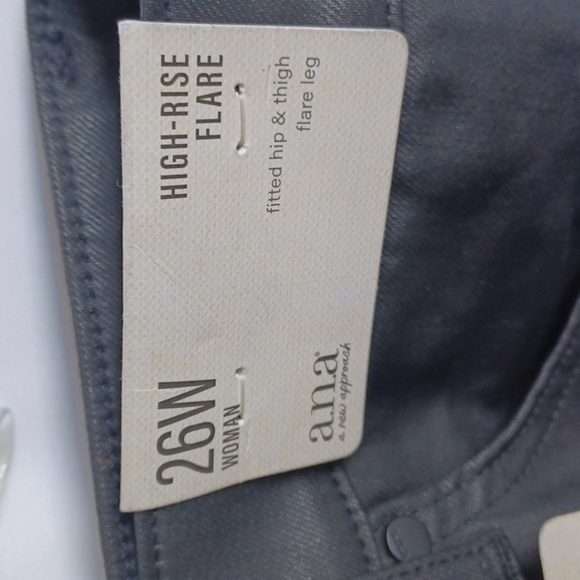 26W
WOMAN
HIGH-RISE
FLARE
fitted hip & thigh
flare leg
a.n.a®
a new approach